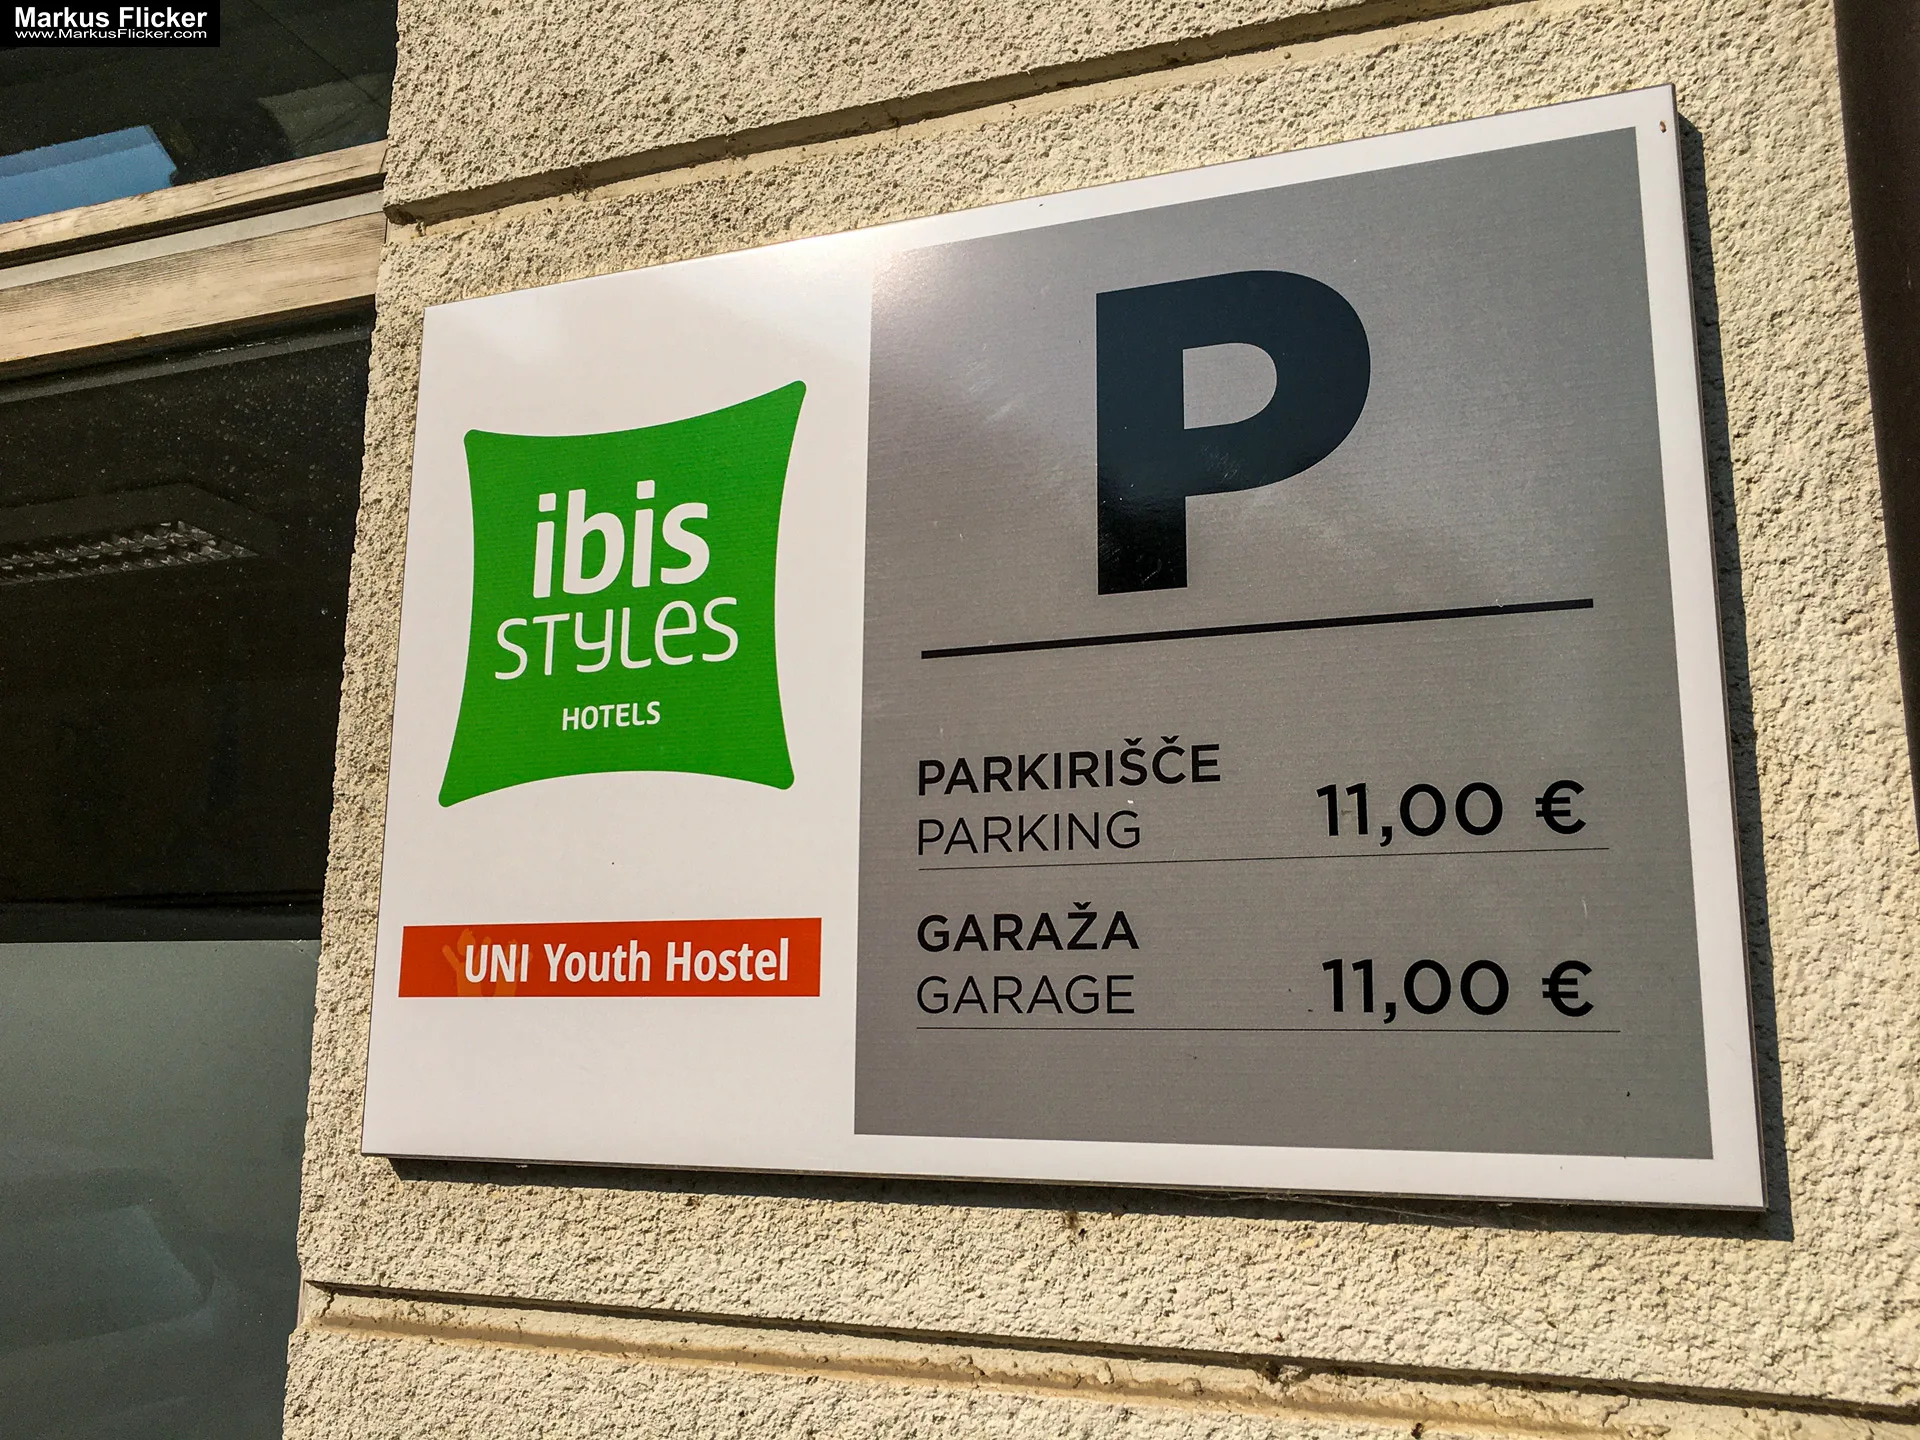 Markus Flicker
www.MarkusFlicker.com
ibis
STYLES
HOTELS
UNI Youth Hostel
P
PARKIRIŠČE
PARKING
11,00 €
GARAŽA
GARAGE
11,00 €